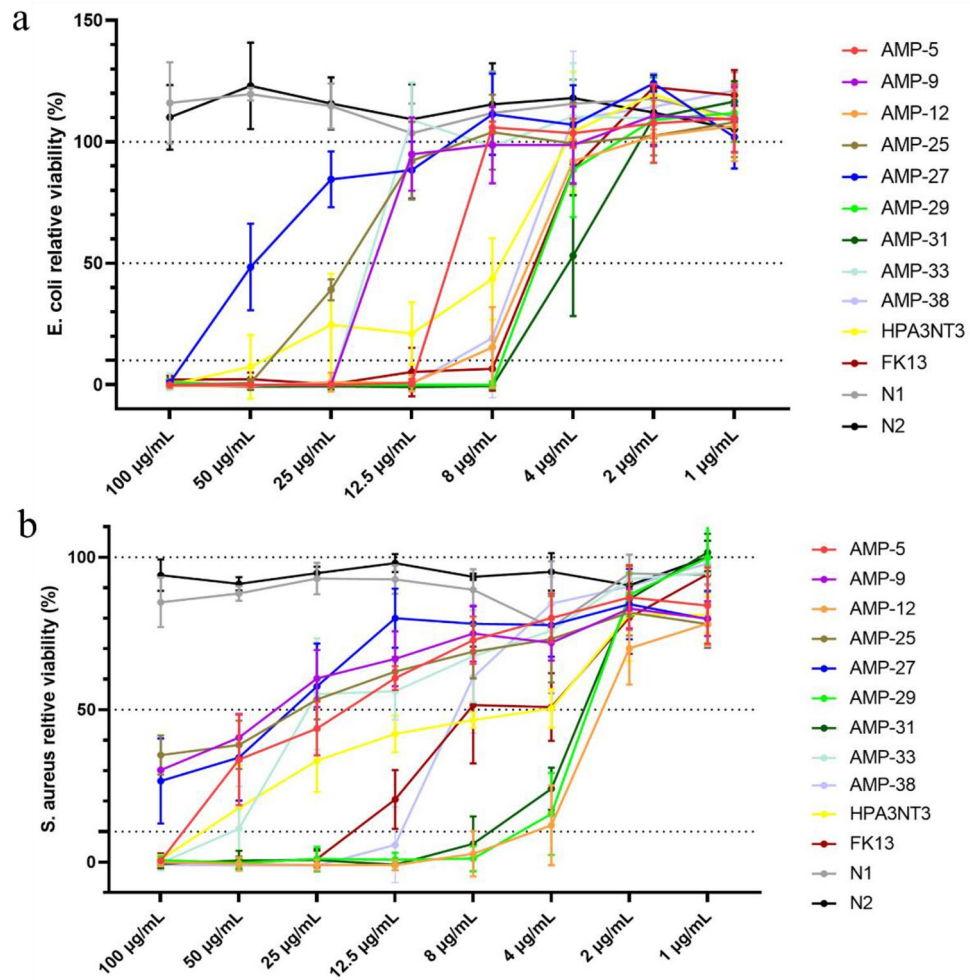 a
E. coli relative viability (%)
150
100
50
0
100 µg/mL
50 µg/mL
25 µg/mL
12.5 µg/mL
8 µg/mL
4 µg/mL
2 µg/mL
1 µg/mL
AMP-5
AMP-9
AMP-12
AMP-25
AMP-27
AMP-29
AMP-31
AMP-33
AMP-38
HPA3NT3
FK13
N1
N2
b
S. aureus reltive viability (%)
100
50
0
100 µg/mL
50 µg/mL
25 µg/mL
12.5 µg/mL
8 µg/mL
4 µg/mL
2 µg/mL
1 µg/mL
AMP-5
AMP-9
AMP-12
AMP-25
AMP-27
AMP-29
AMP-31
AMP-33
AMP-38
HPA3NT3
FK13
N1
N2